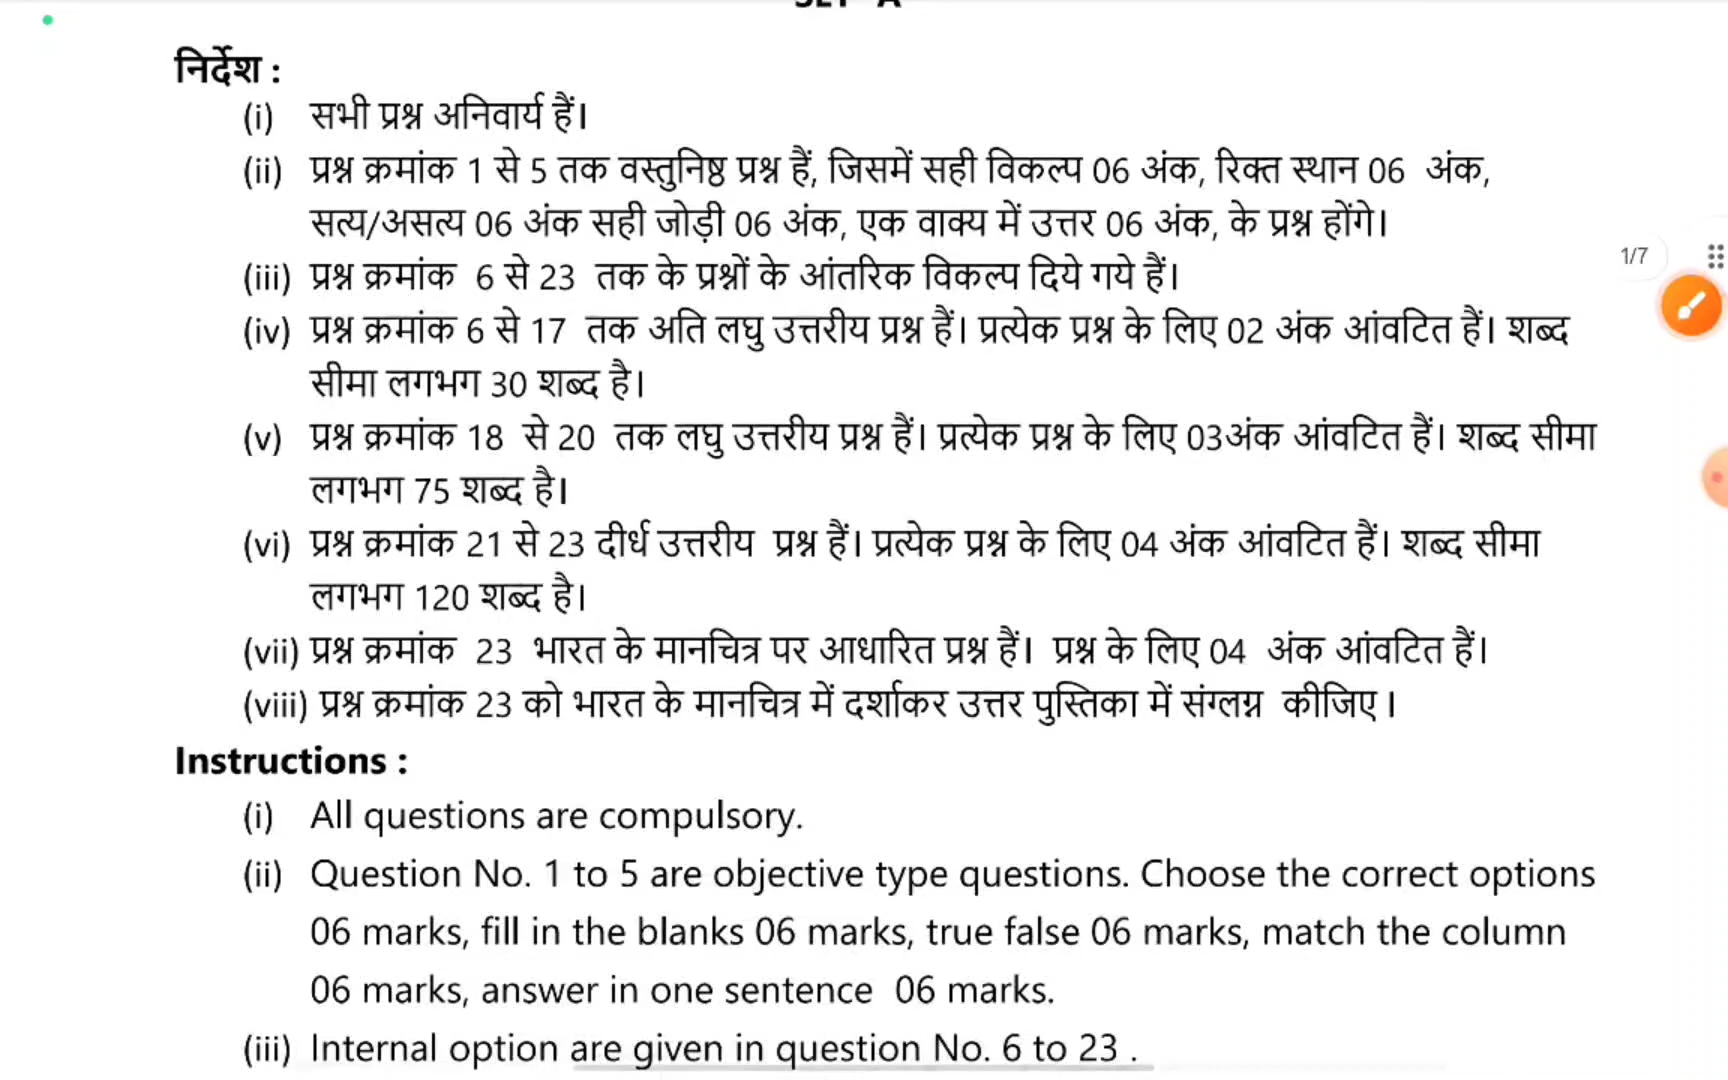 SET - A
निर्देश :
(i) सभी प्रश्न अनिवार्य हैं।
(ii) प्रश्न क्रमांक 1 से 5 तक वस्तुनिष्ठ प्रश्न हैं, जिसमें सही विकल्प 06 अंक, रिक्त स्थान 06 अंक,
सत्य/असत्य 06 अंक सही जोड़ी 06 अंक, एक वाक्य में उत्तर 06 अंक, के प्रश्न होंगे।
1/7
(iii) प्रश्न क्रमांक 6 से 23 तक के प्रश्नों के आंतरिक विकल्प दिये गये हैं।
(iv) प्रश्न क्रमांक 6 से 17 तक अति लघु उत्तरीय प्रश्न हैं। प्रत्येक प्रश्न के लिए 02 अंक आंवटित हैं। शब्द
सीमा लगभग 30 शब्द है।
(v) प्रश्न क्रमांक 18 से 20 तक लघु उत्तरीय प्रश्न हैं। प्रत्येक प्रश्न के लिए 03अंक आंवटित हैं। शब्द सीमा
लगभग 75 शब्द है।
(vi) प्रश्न क्रमांक 21 से 23 दीर्ध उत्तरीय प्रश्न हैं। प्रत्येक प्रश्न के लिए 04 अंक आंवटित हैं। शब्द सीमा
लगभग 120 शब्द है।
(vii) प्रश्न क्रमांक 23 भारत के मानचित्र पर आधारित प्रश्न हैं। प्रश्न के लिए 04 अंक आंवटित हैं।
(viii) प्रश्न क्रमांक 23 को भारत के मानचित्र में दर्शाकर उत्तर पुस्तिका में संग्लग्न कीजिए ।
Instructions :
(i) All questions are compulsory.
(ii) Question No. 1 to 5 are objective type questions. Choose the correct options
06 marks, fill in the blanks 06 marks, true false 06 marks, match the column
06 marks, answer in one sentence 06 marks.
(iii) Internal option are given in question No. 6 to 23 .